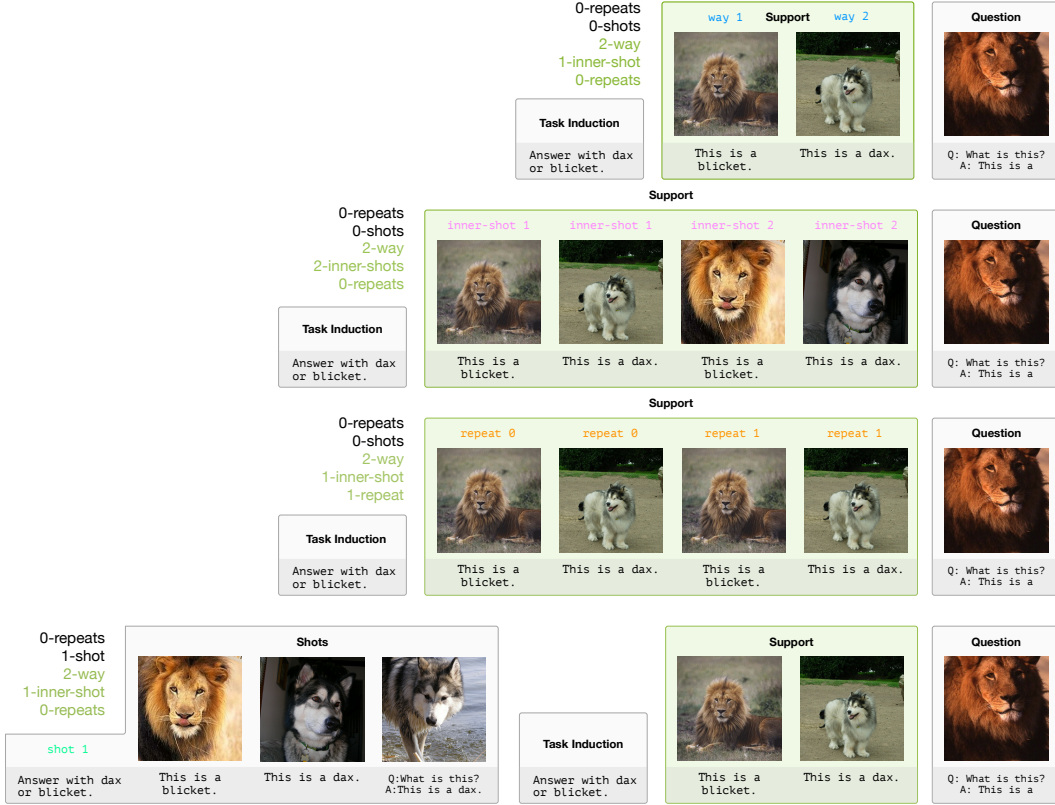 0-repeats
0-shots
2-way
1-inner-shot
0-repeats
Task Induction
Answer with dax
or blicket.
way 1 Support way 2
This is a
blicket.
This is a dax.
Question
Q: What is this?
A: This is a
0-repeats
0-shots
2-way
2-inner-shots
0-repeats
Task Induction
Answer with dax
or blicket.
Support
inner-shot 1
inner-shot 1
inner-shot 2
inner-shot 2
This is a
blicket.
This is a dax.
This is a
blicket.
This is a dax.
Question
Q: What is this?
A: This is a
0-repeats
0-shots
2-way
1-inner-shot
1-repeat
Task Induction
Answer with dax
or blicket.
Support
repeat 0
repeat 0
repeat 1
repeat 1
This is a
blicket.
This is a dax.
This is a
blicket.
This is a dax.
Question
Q: What is this?
A: This is a
0-repeats
1-shot
2-way
1-inner-shot
0-repeats
shot 1
Answer with dax
or blicket.
Shots
This is a
blicket.
This is a dax.
Q:What is this?
A:This is a dax.
Task Induction
Answer with dax
or blicket.
Support
This is a
blicket.
This is a dax.
Question
Q: What is this?
A: This is a